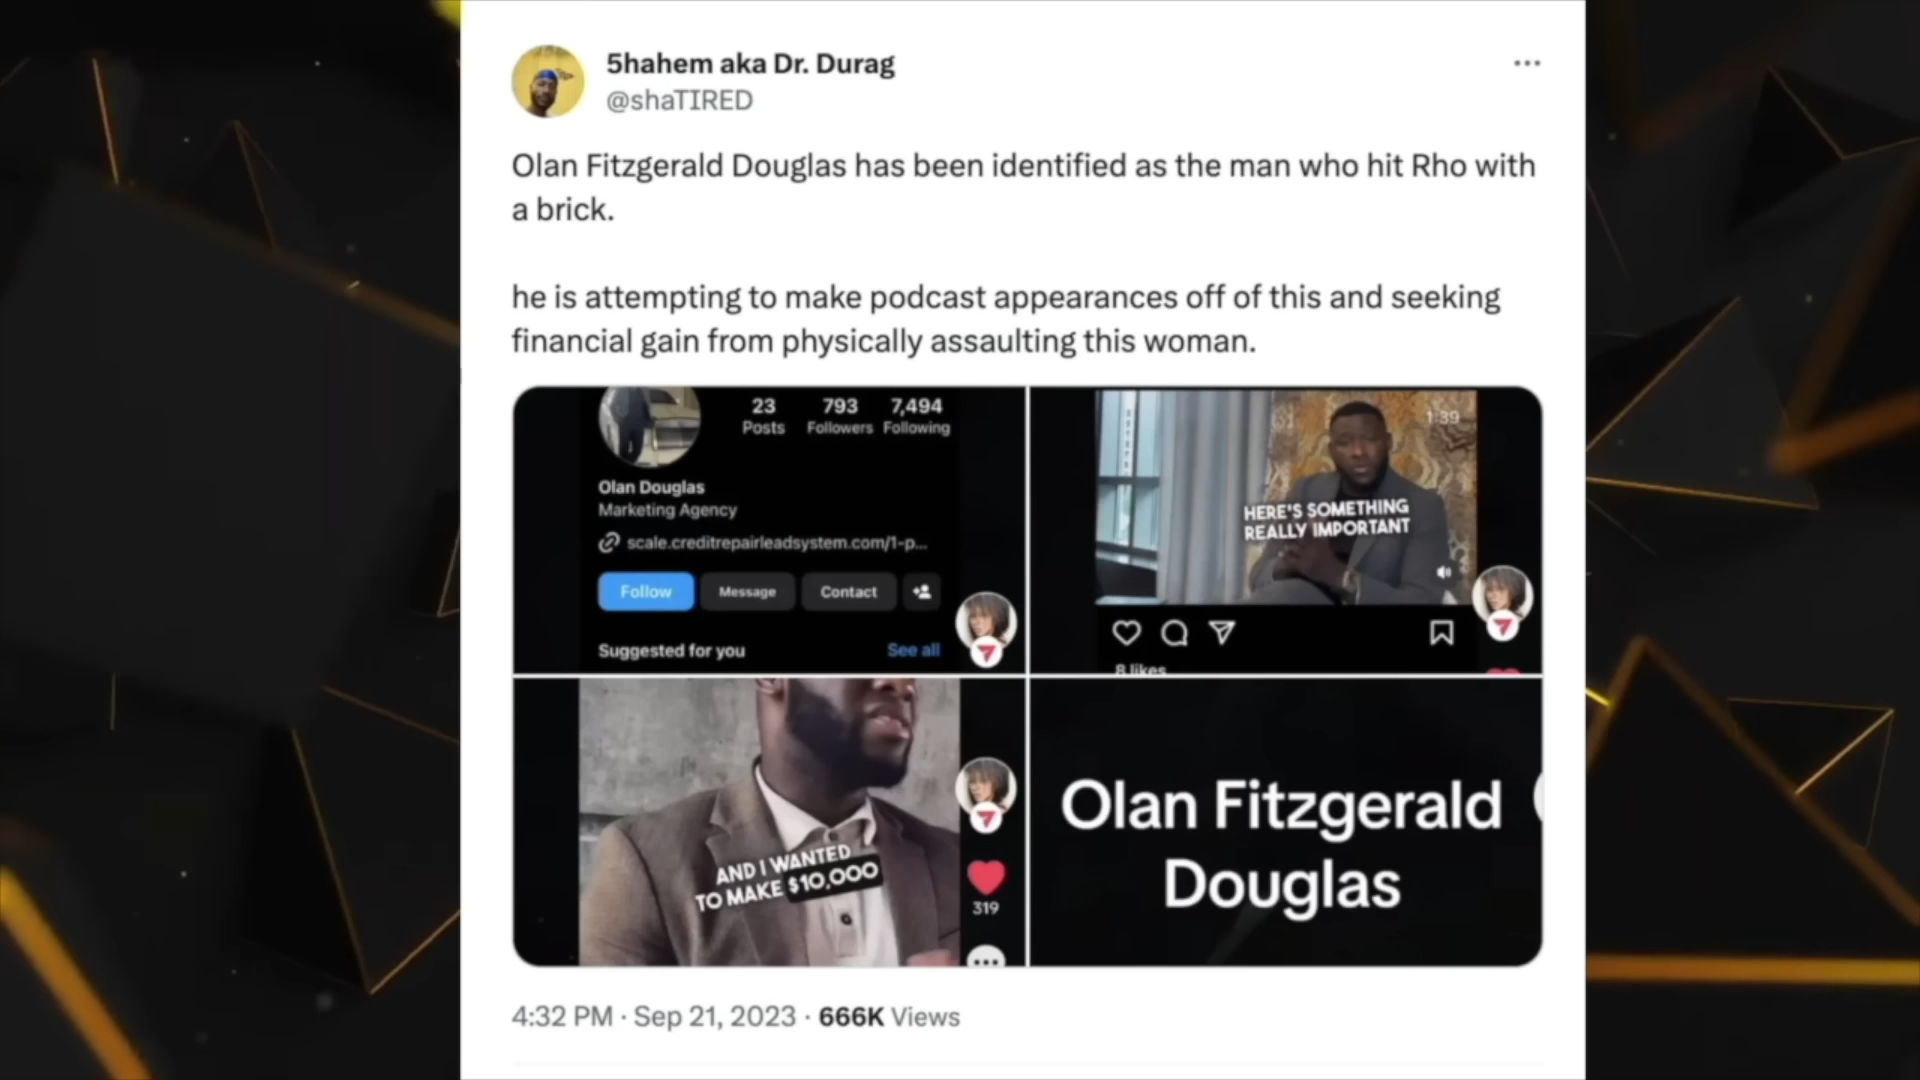 5hahem aka Dr. Durag
@shaTIRED
Olan Fitzgerald Douglas has been identified as the man who hit Rho with
a brick.
he is attempting to make podcast appearances off of this and seeking
financial gain from physically assaulting this woman.
23 793 7,494
Posts Followers Following
Olan Douglas
Marketing Agency
scale.creditrepairleadsystem.com/1-p...
Follow Message Contact
Suggested for you See all
1:39
HERE'S SOMETHING
REALLY IMPORTANT
8 likes
AND I WANTED
TO MAKE $10,000
319
Olan Fitzgerald
Douglas
4:32 PM · Sep 21, 2023 · 666K Views